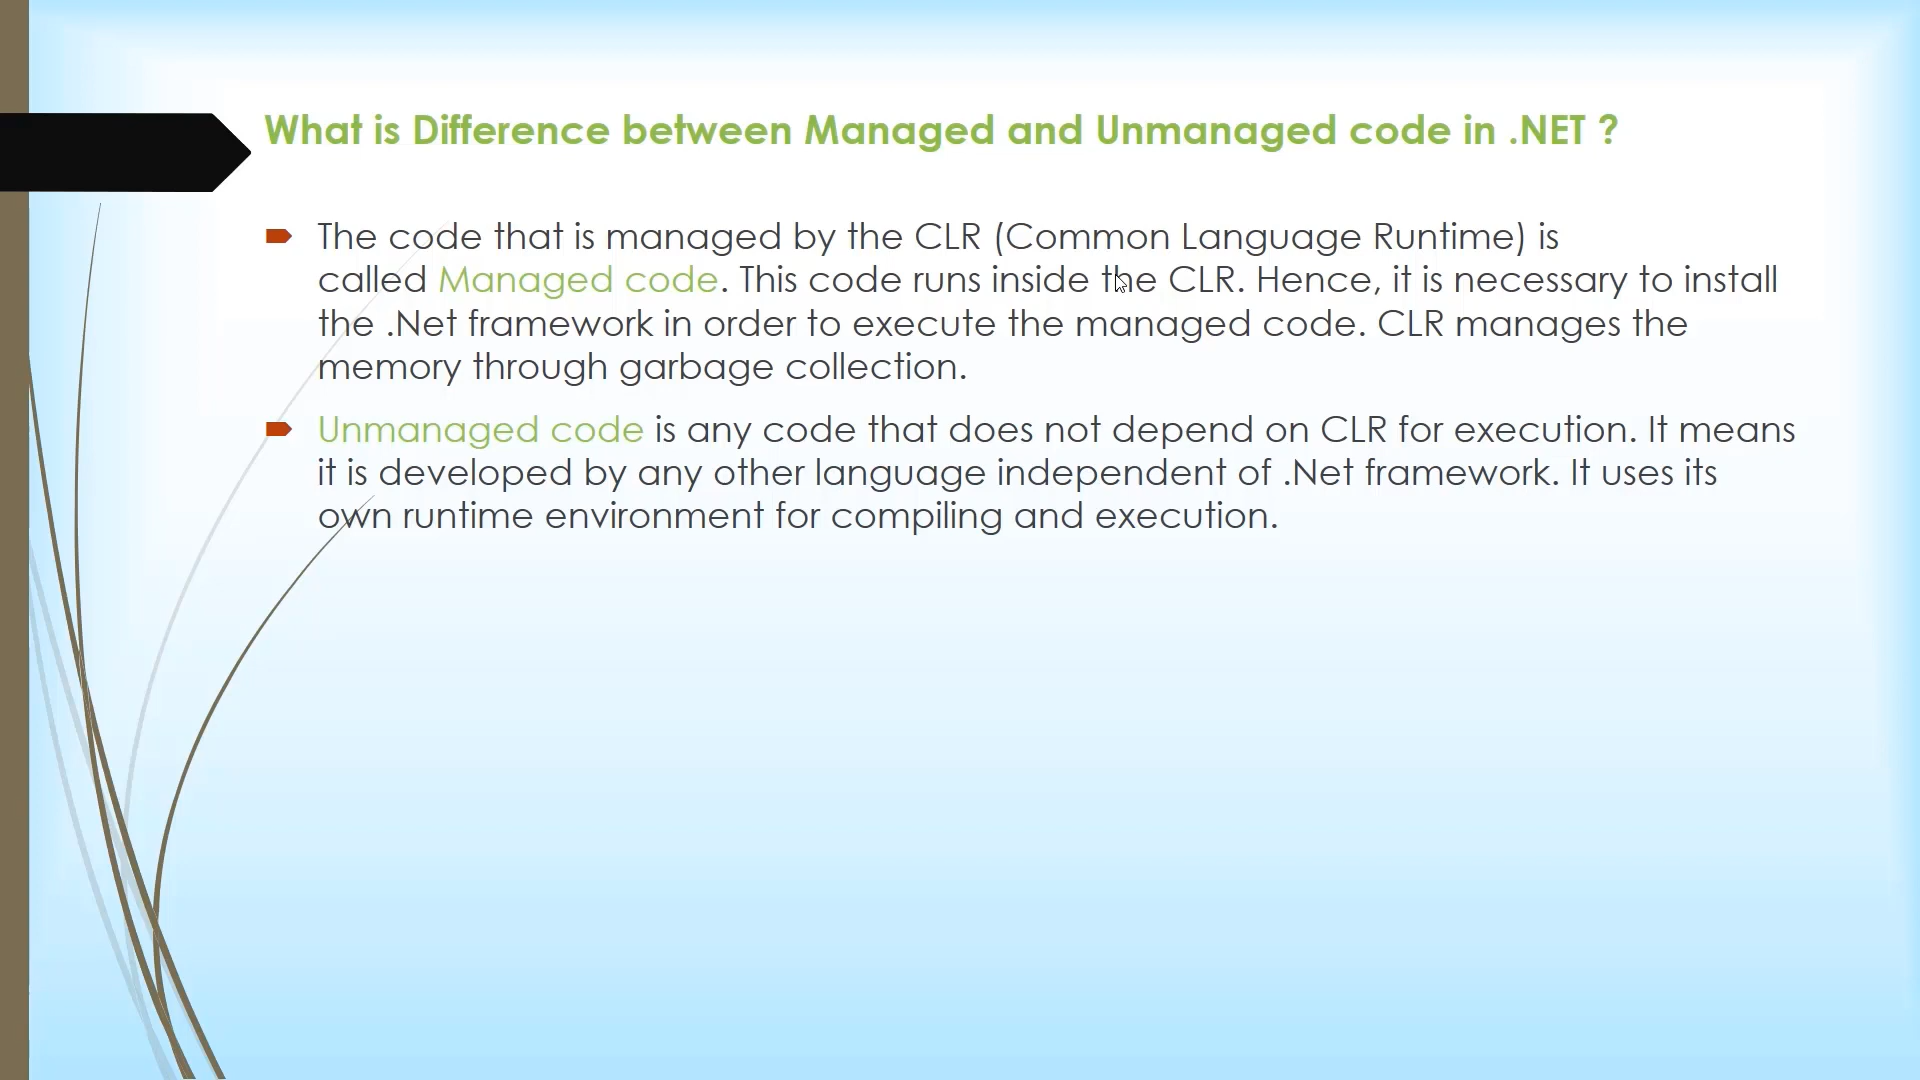 What is Difference between Managed and Unmanaged code in .NET ?
The code that is managed by the CLR (Common Language Runtime) is
called Managed code. This code runs inside the CLR. Hence, it is necessary to install
the .Net framework in order to execute the managed code. CLR manages the
memory through garbage collection.
Unmanaged code is any code that does not depend on CLR for execution. It means
it is developed by any other language independent of .Net framework. It uses its
own runtime environment for compiling and execution.